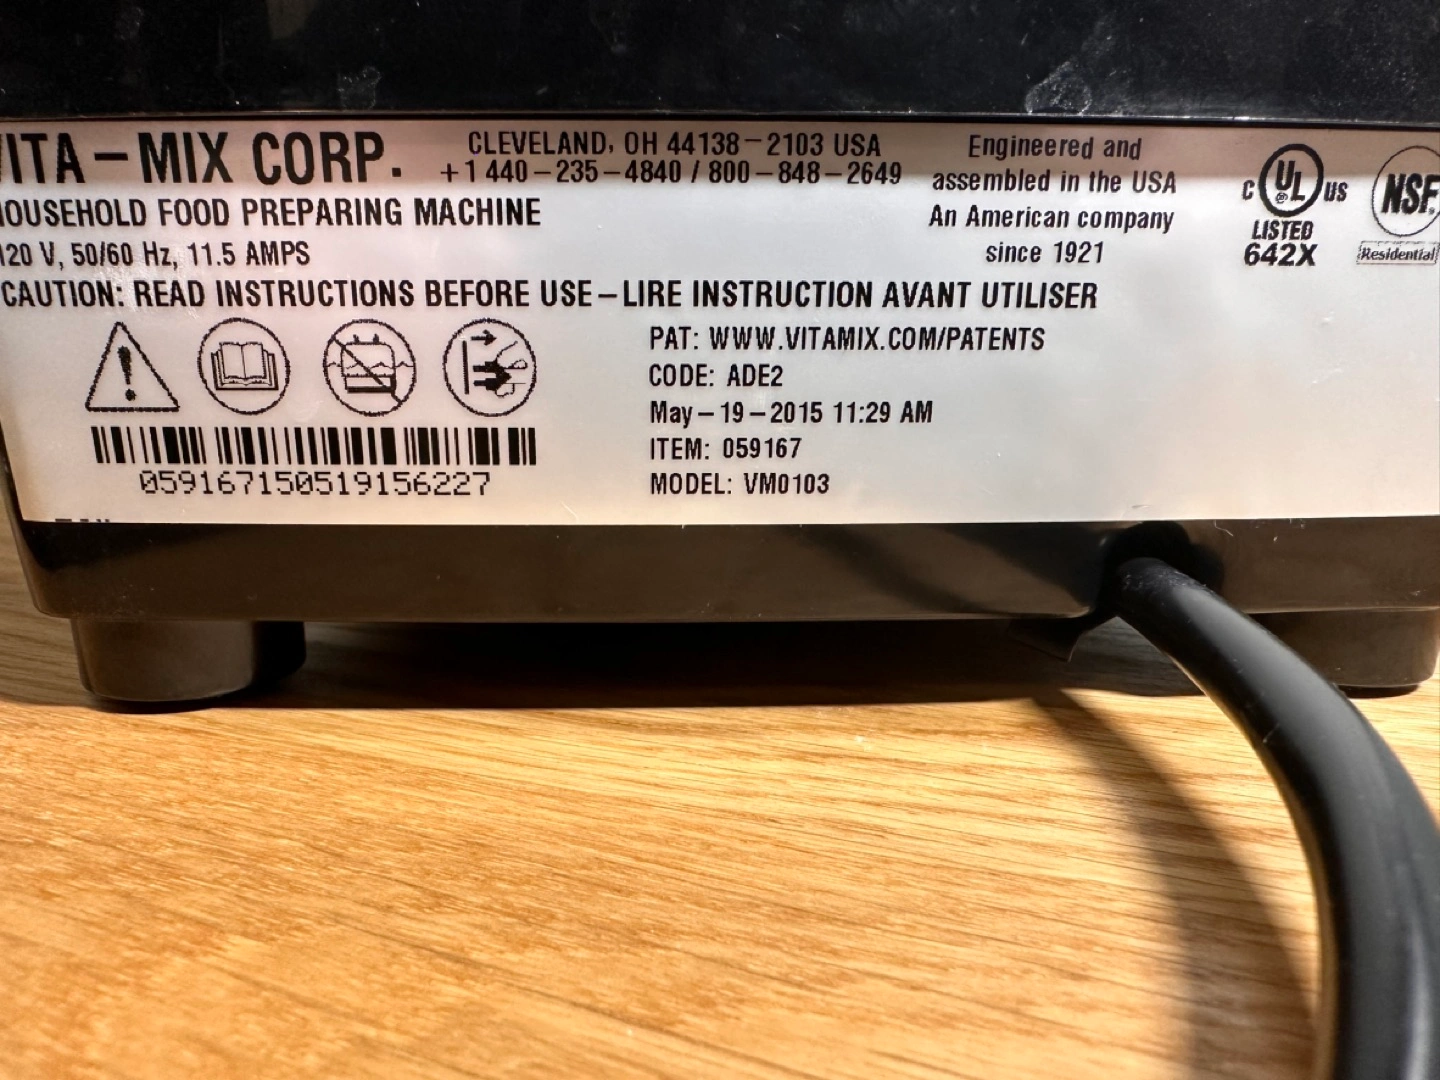 VITA-MIX CORP.
CLEVELAND, OH 44138-2103 USA
+1 440-235-4840 / 800-848-2649
HOUSEHOLD FOOD PREPARING MACHINE
120 V, 50/60 Hz, 11.5 AMPS
Engineered and
assembled in the USA
An American company
since 1921
C UL US
LISTED
642X
NSF
Residential
CAUTION: READ INSTRUCTIONS BEFORE USE-LIRE INSTRUCTION AVANT UTILISER
PAT: WWW.VITAMIX.COM/PATENTS
CODE: ADE2
May-19-2015 11:29 AM
ITEM: 059167
MODEL: VM0103
059167150519156227